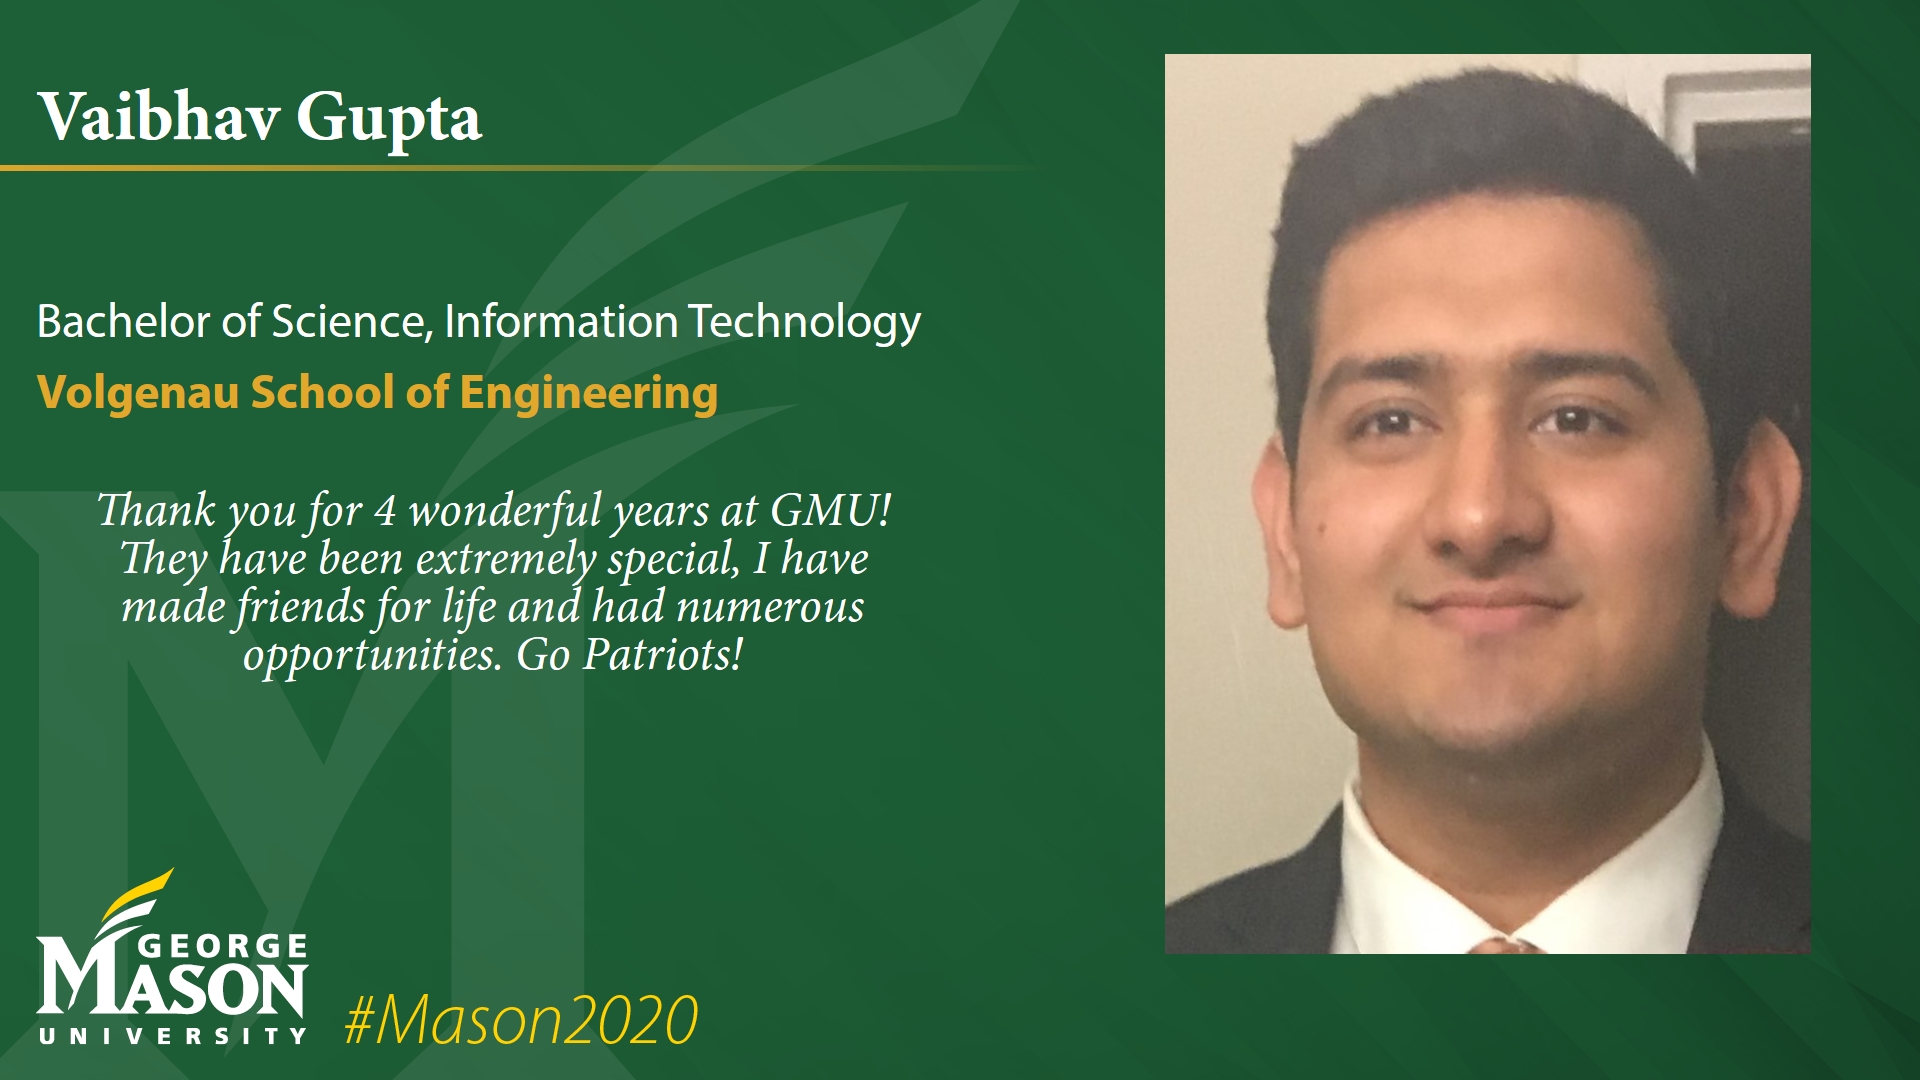 Vaibhav Gupta
Bachelor of Science, Information Technology
Volgenau School of Engineering
Thank you for 4 wonderful years at GMU!
They have been extremely special, I have
made friends for life and had numerous
opportunities. Go Patriots!
GEORGE
MASON
UNIVERSITY
#Mason2020